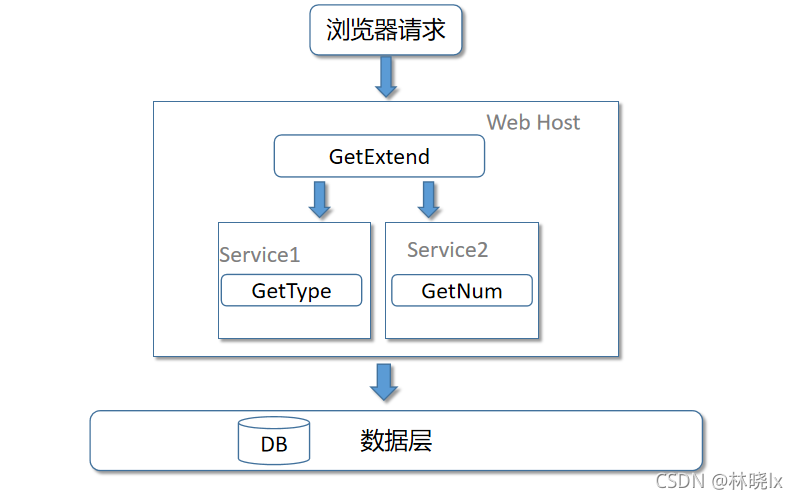 浏览器请求
Web Host
GetExtend
Service1
Service2
GetType
GetNum
DB
数据层
CSDN @林晓lx